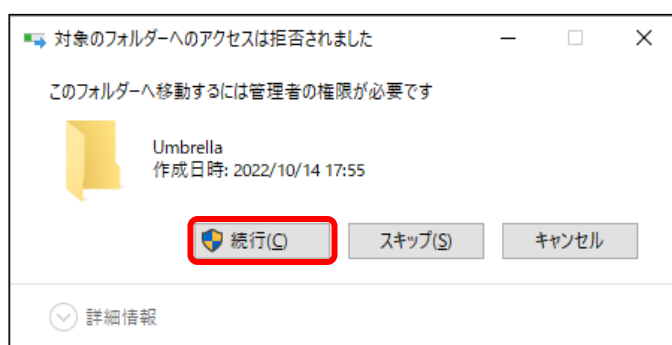 対象のフォルダーへのアクセスは拒否されました
このフォルダーへ移動するには管理者の権限が必要です
Umbrella
作成日時: 2022/10/14 17:55
続行(C) スキップ(S) キャンセル
詳細情報